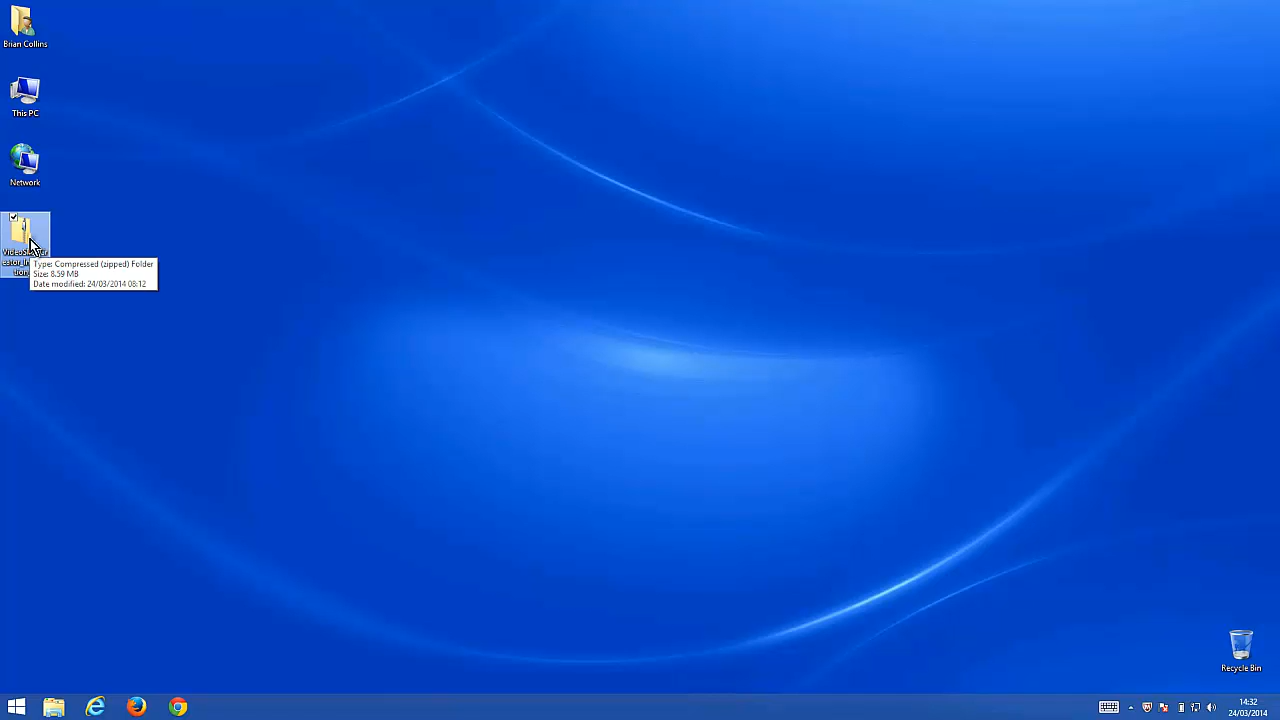 Brian Collins
This PC
Network
Type: Compressed (zipped) Folder
Size: 8.59 MB
Date modified: 24/03/2014 08:12
Recycle Bin
14:32
24/03/2014